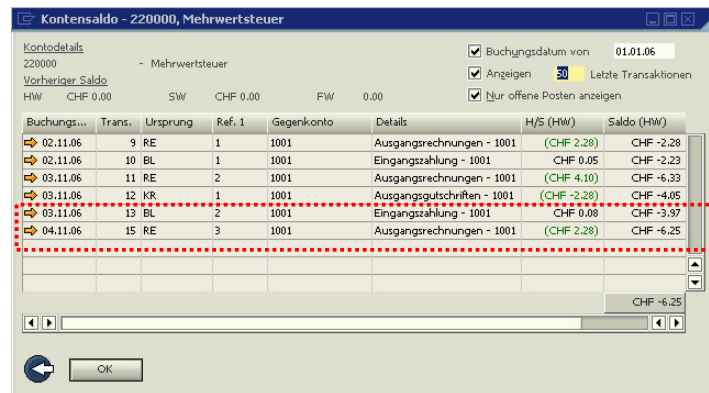 Kontensaldo - 220000, Mehrwertsteuer
Kontodetails
220000 - Mehrwertsteuer
Vorheriger Saldo
HW CHF 0.00 SW CHF 0.00 FW 0.00
Buchungsdatum von 01.01.06
Anzeigen 50 Letzte Transaktionen
Nur offene Posten anzeigen
Buchungs... Trans. Ursprung Ref. 1 Gegenkonto Details H/S (HW) Saldo (HW)
02.11.06 9 RE 1 1001 Ausgangsrechnungen - 1001 (CHF 2.28) CHF -2.28
02.11.06 10 BL 1 1001 Eingangszahlung - 1001 CHF 0.05 CHF -2.23
03.11.06 11 RE 2 1001 Ausgangsrechnungen - 1001 (CHF 4.10) CHF -6.33
03.11.06 12 KR 1 1001 Ausgangsgutschriften - 1001 (CHF -2.28) CHF -4.05
03.11.06 13 BL 2 1001 Eingangszahlung - 1001 CHF 0.08 CHF -3.97
04.11.06 15 RE 3 1001 Ausgangsrechnungen - 1001 (CHF 2.28) CHF -6.25
CHF -6.25
OK